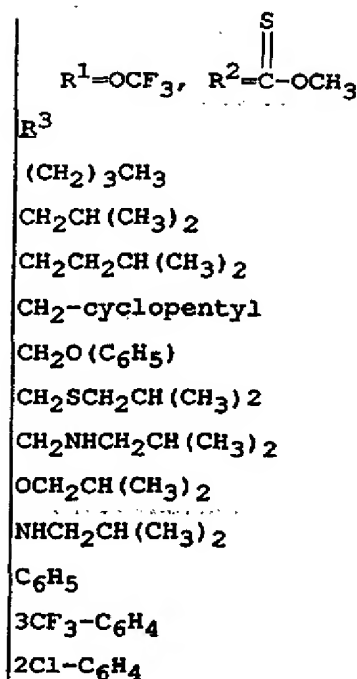 S
R¹=OCF₃, R²=C-OCH₃
R³
(CH₂)₃CH₃
CH₂CH(CH₃)₂
CH₂CH₂CH(CH₃)₂
CH₂-cyclopentyl
CH₂O(C₆H₅)
CH₂SCH₂CH(CH₃)2
CH₂NHCH₂CH(CH₃)₂
OCH₂CH(CH₃)₂
NHCH₂CH(CH₃)₂
C₆H₅
3CF₃-C₆H₄
2Cl-C₆H₄